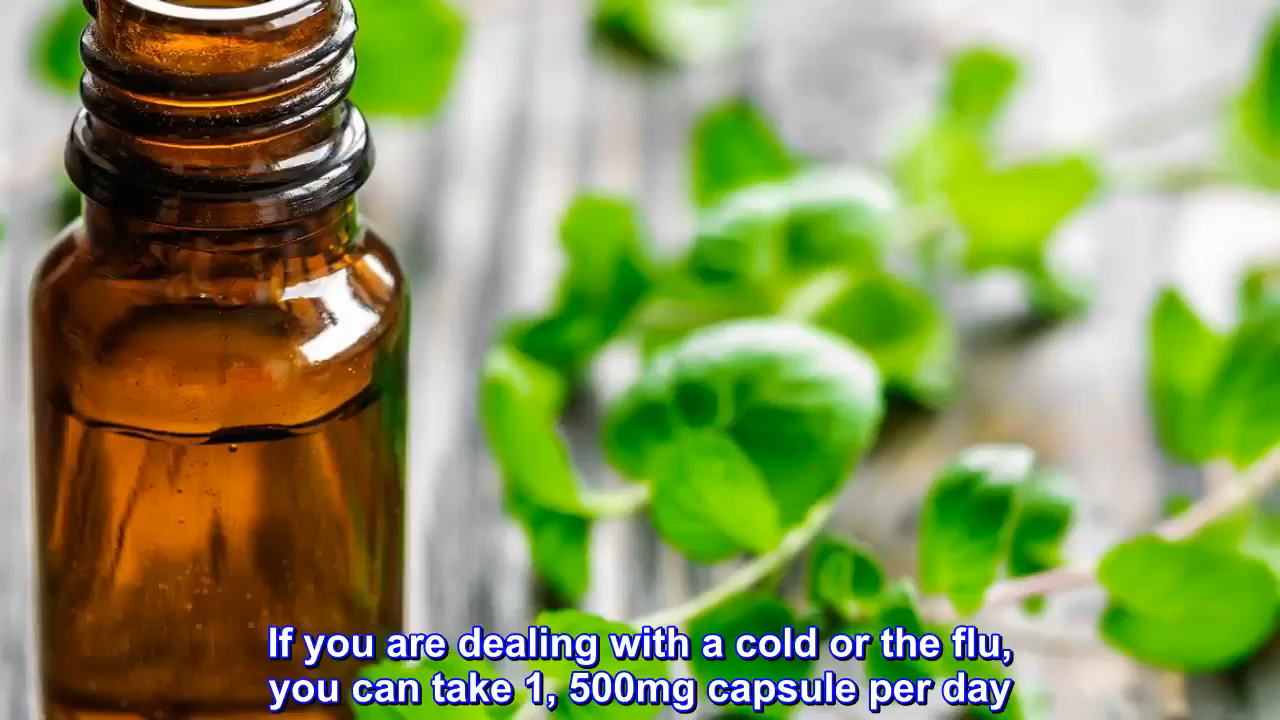 If you are dealing with a cold or the flu,
you can take 1, 500mg capsule per day